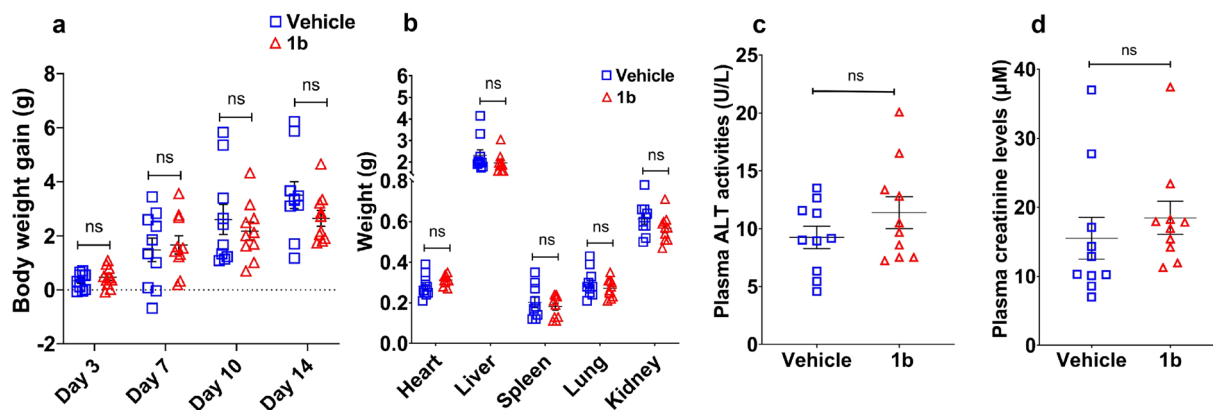 a
Vehicle
1b
Body weight gain (g)
8
6
4
2
0
-2
ns
ns
ns
ns
Day 3
Day 7
Day 10
Day 14
b
Vehicle
1b
Weight (g)
6
5
4
3
2
1
0.6
0.4
0.2
0.0
ns
ns
ns
ns
ns
Heart
Liver
Spleen
Lung
Kidney
c
Plasma ALT activities (U/L)
25
20
15
10
5
0
ns
Vehicle
1b
d
Plasma creatinine levels (µM)
40
30
20
10
0
ns
Vehicle
1b